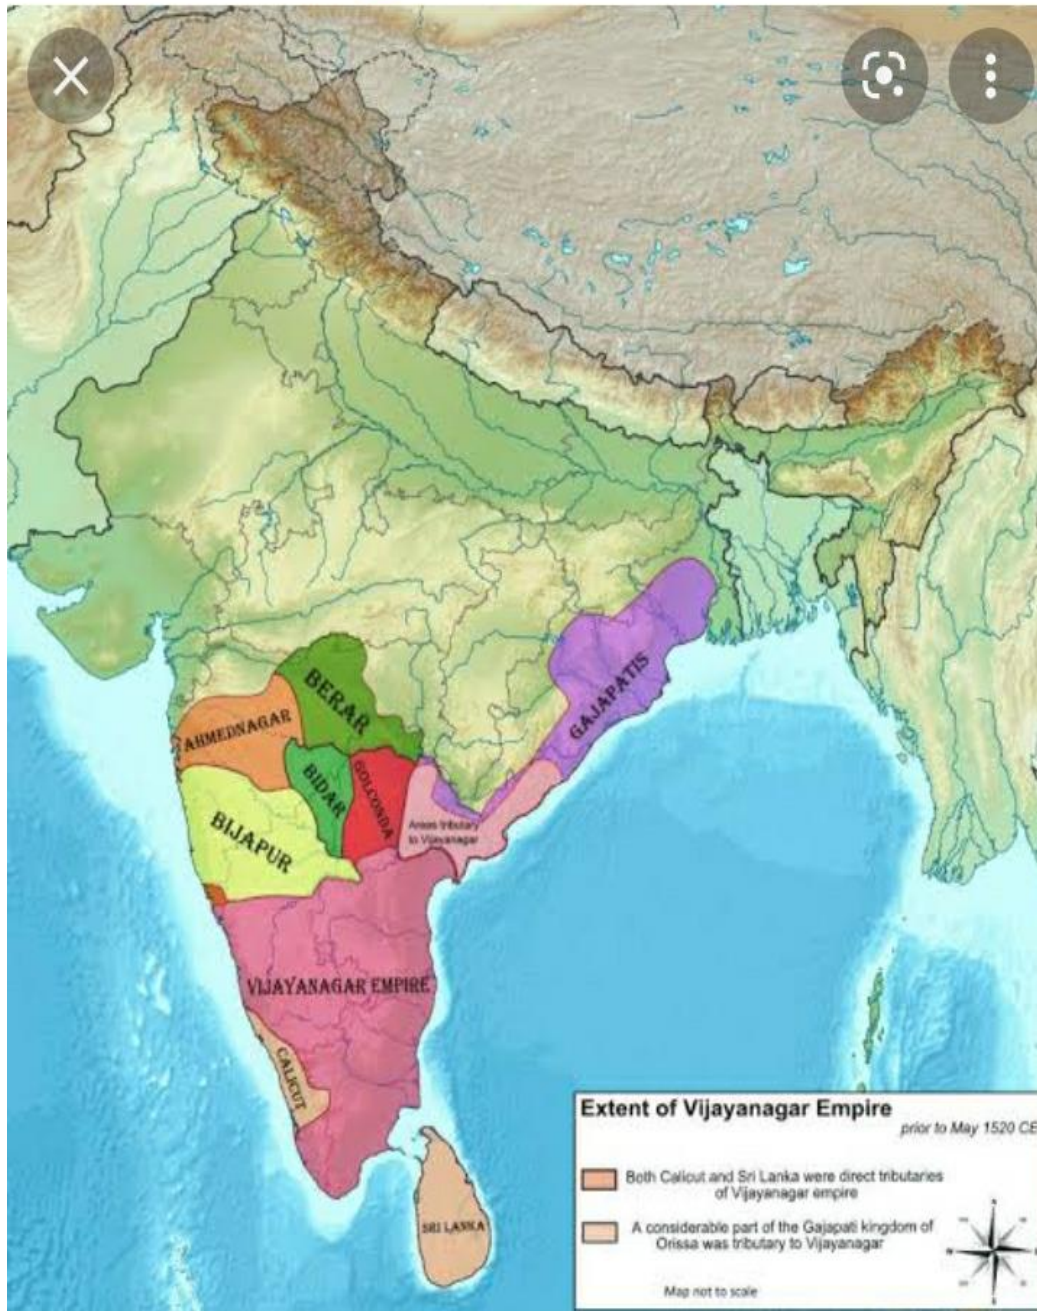 BERAR
AHMEDNAGAR
BIDAR
GOLCONDA
GAJAPATIS
BIJAPUR
Areas tributary
to Vijayanagar
VIJAYANAGAR EMPIRE
CALICUT
SRI LANKA
Extent of Vijayanagar Empire
prior to May 1520 CE
Both Calicut and Sri Lanka were direct tributaries
of Vijayanagar empire
A considerable part of the Gajapati kingdom of
Orissa was tributary to Vijayanagar
Map not to scale
N